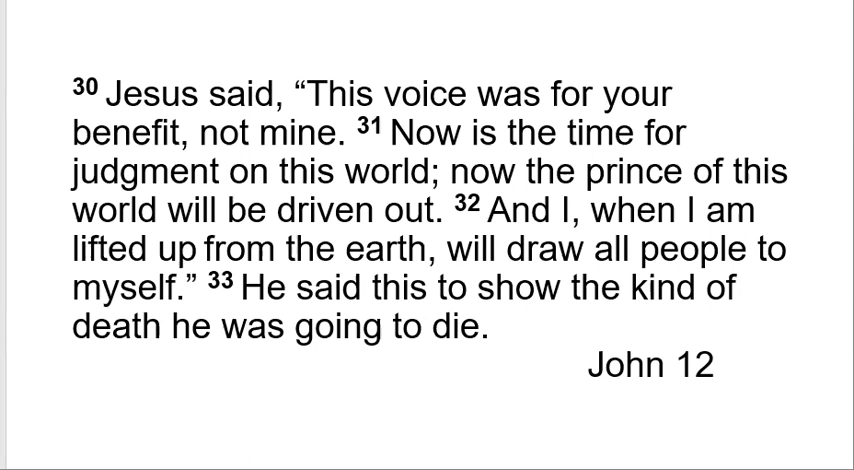 30 Jesus said, “This voice was for your
benefit, not mine. 31 Now is the time for
judgment on this world; now the prince of this
world will be driven out. 32 And I, when I am
lifted up from the earth, will draw all people to
myself.” 33 He said this to show the kind of
death he was going to die.
John 12